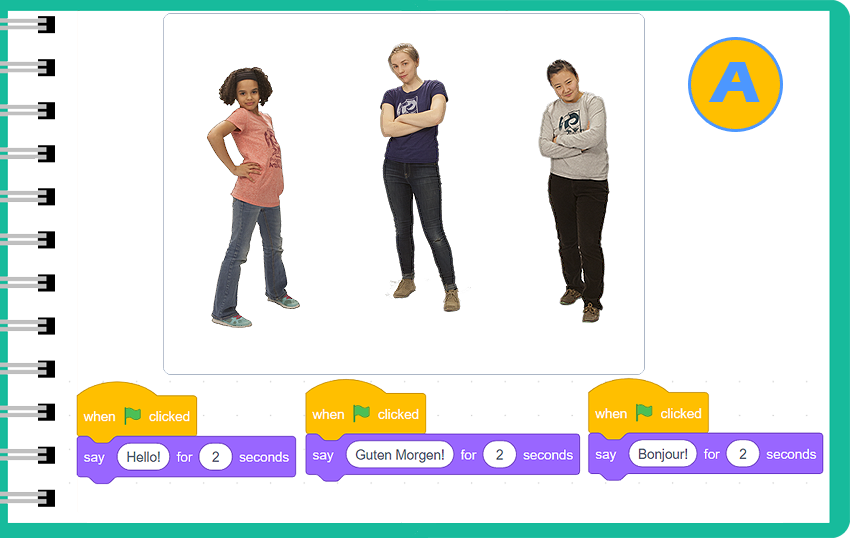 A
when clicked
say Hello! for 2 seconds
when clicked
say Guten Morgen! for 2 seconds
when clicked
say Bonjour! for 2 seconds